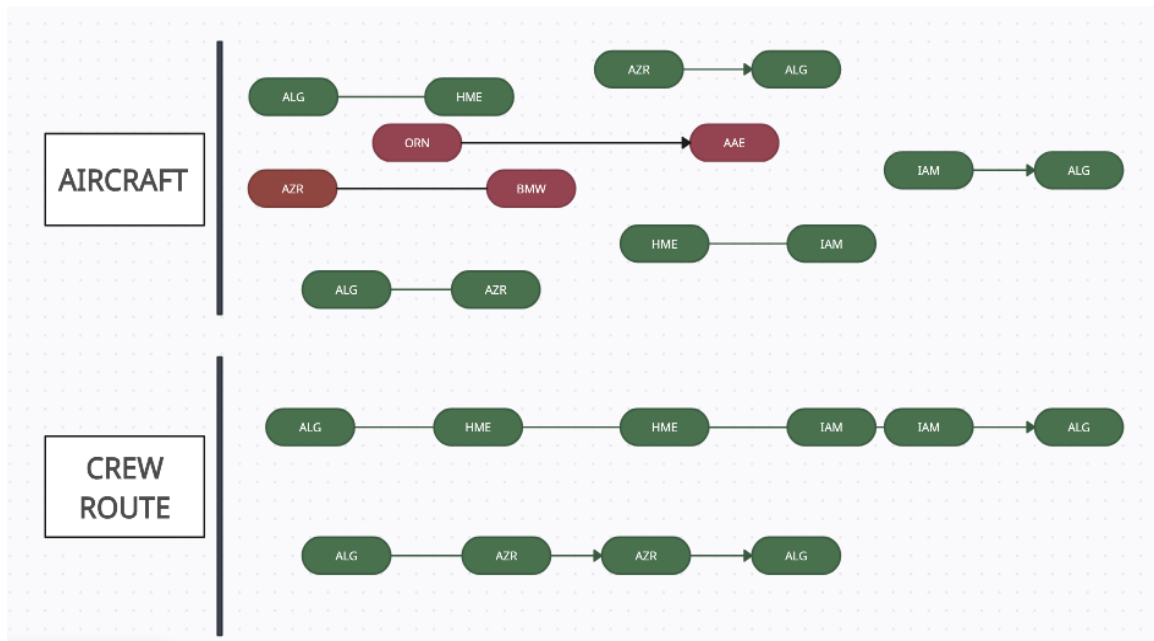 AZR ALG
ALG HME
ORN AAE
AIRCRAFT
IAM ALG
AZR BMW
HME IAM
ALG AZR
ALG HME HME IAM IAM ALG
CREW
ROUTE
ALG AZR AZR ALG